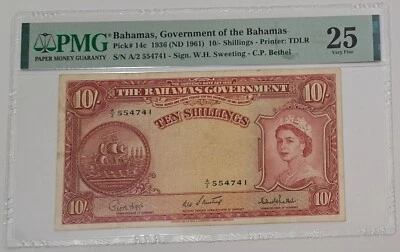 PMG
PAPER MONEY GUARANTY
Bahamas, Government of the Bahamas
Pick# 14c 1936 (ND 1961) 10/- Shillings - Printer: TDLR
S/N A/2 554741 - Sign. W.H. Sweeting - C.P. Bethel
25
Very Fine
THE BAHAMAS GOVERNMENT
10/-
10/-
A/2 554741
TEN SHILLINGS
A/2 554741
10/-
10/-